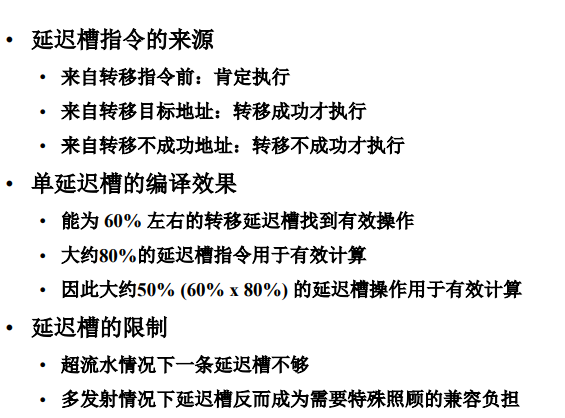 • 延迟槽指令的来源
• 来自转移指令前：肯定执行
• 来自转移目标地址：转移成功才执行
• 来自转移不成功地址：转移不成功才执行
• 单延迟槽的编译效果
• 能为 60% 左右的转移延迟槽找到有效操作
• 大约80%的延迟槽指令用于有效计算
• 因此大约50% (60% x 80%) 的延迟槽操作用于有效计算
• 延迟槽的限制
• 超流水情况下一条延迟槽不够
• 多发射情况下延迟槽反而成为需要特殊照顾的兼容负担